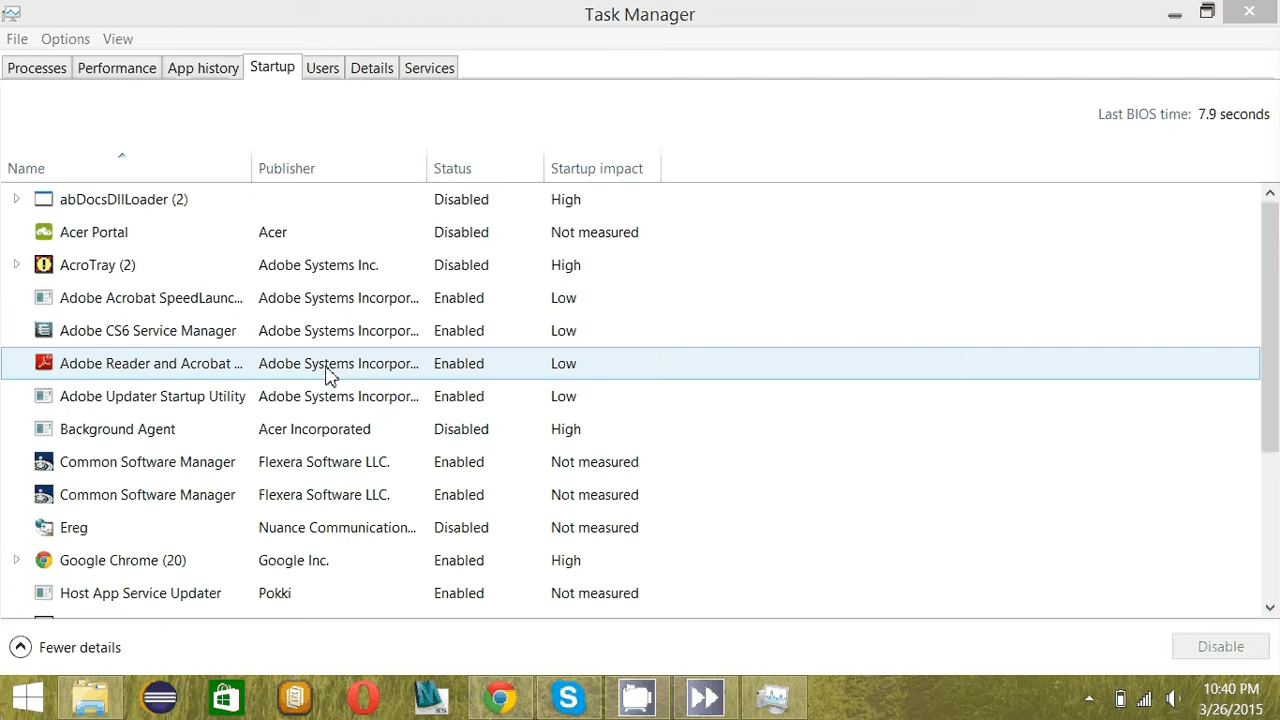 Task Manager
File Options View
Processes Performance App history Startup Users Details Services
Last BIOS time: 7.9 seconds
Name Publisher Status Startup impact
abDocsDllLoader (2) Disabled High
Acer Portal Acer Disabled Not measured
AcroTray (2) Adobe Systems Inc. Disabled High
Adobe Acrobat SpeedLaunc... Adobe Systems Incorpor... Enabled Low
Adobe CS6 Service Manager Adobe Systems Incorpor... Enabled Low
Adobe Reader and Acrobat ... Adobe Systems Incorpor... Enabled Low
Adobe Updater Startup Utility Adobe Systems Incorpor... Enabled Low
Background Agent Acer Incorporated Disabled High
Common Software Manager Flexera Software LLC. Enabled Not measured
Common Software Manager Flexera Software LLC. Enabled Not measured
Ereg Nuance Communication... Disabled Not measured
Google Chrome (20) Google Inc. Enabled High
Host App Service Updater Pokki Enabled Not measured
Fewer details Disable
10:40 PM
3/26/2015